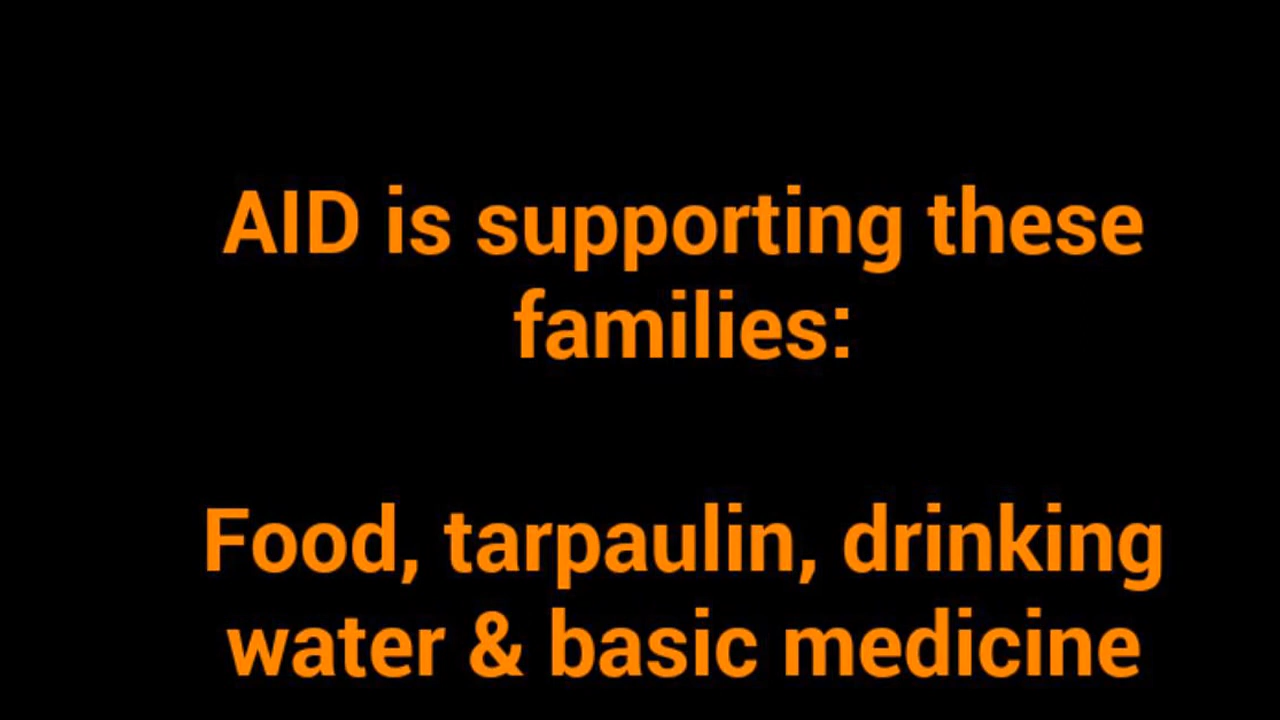 AID is supporting these
families:
Food, tarpaulin, drinking
water & basic medicine